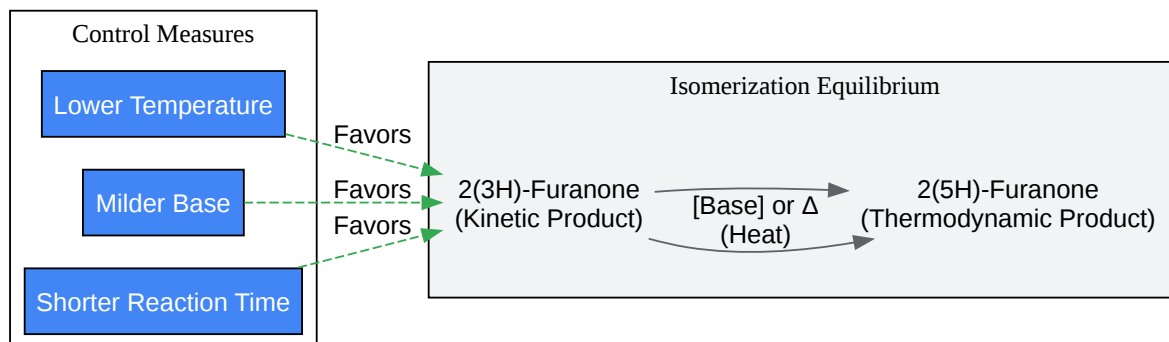 Control Measures
Lower Temperature
Milder Base
Shorter Reaction Time
Favors
Favors
Favors
Isomerization Equilibrium
2(3H)-Furanone
(Kinetic Product)
[Base] or Δ
(Heat)
2(5H)-Furanone
(Thermodynamic Product)